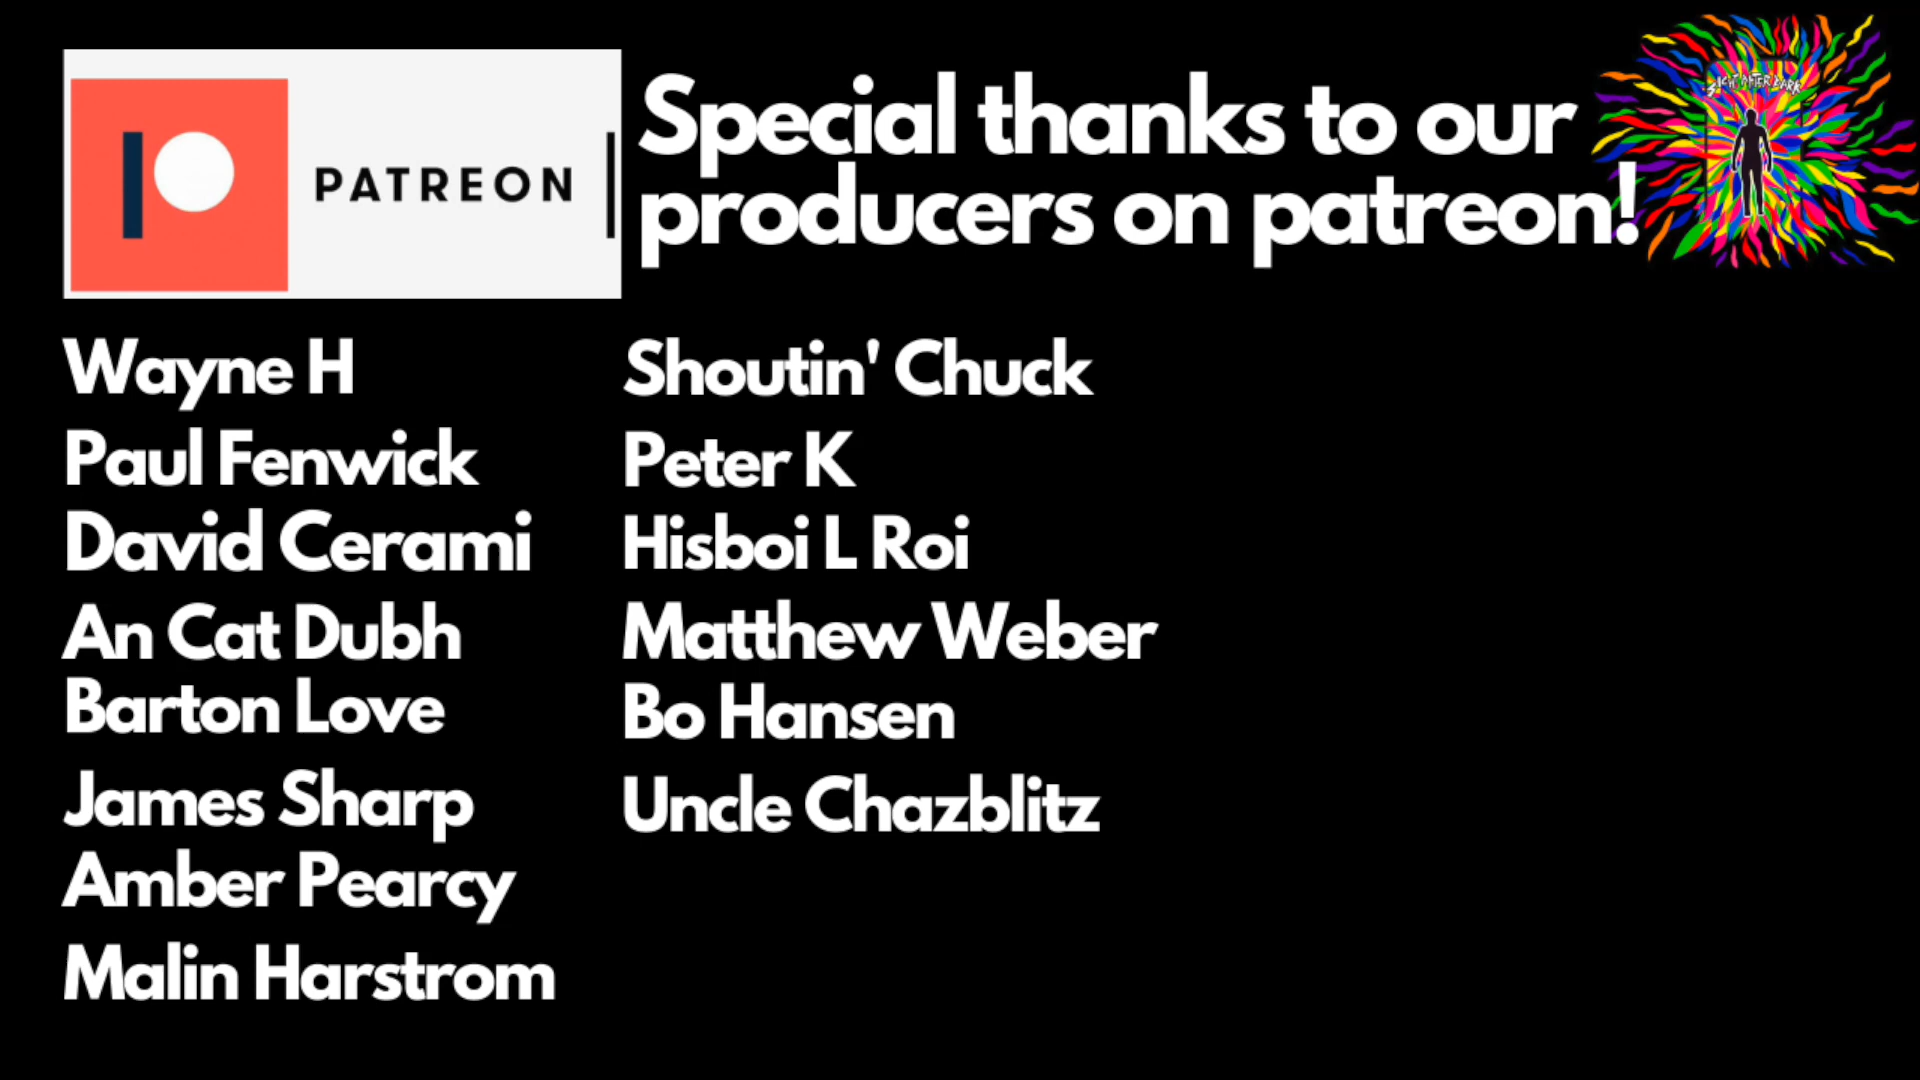 PATREON
Special thanks to our
producers on patreon!
Wayne H
Paul Fenwick
David Cerami
An Cat Dubh
Barton Love
James Sharp
Amber Pearcy
Malin Harstrom
Shoutin' Chuck
Peter K
Hisboi L Roi
Matthew Weber
Bo Hansen
Uncle Chazblitz